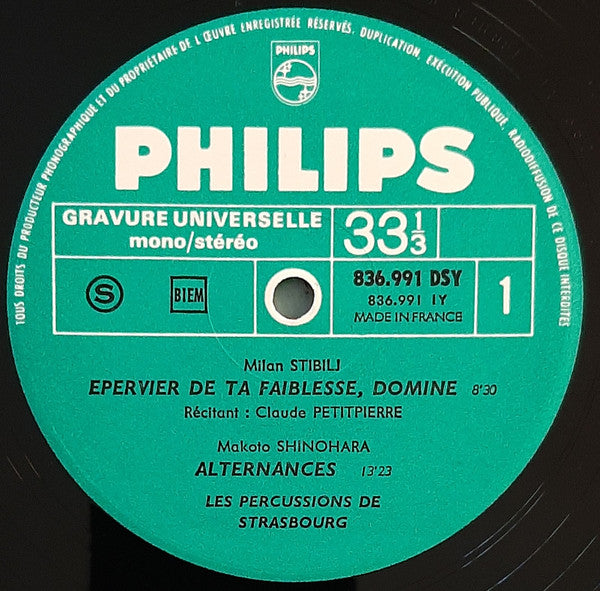 TOUS DROITS DU PRODUCTEUR PHONOGRAPHIQUE ET DU PROPRIÉTAIRE DE L'ŒUVRE ENREGISTRÉE RÉSERVÉS, DUPLICATION, EXÉCUTION PUBLIQUE, RADIODIFFUSION DE CE DISQUE INTERDITES
PHILIPS
PHILIPS
GRAVURE UNIVERSELLE
mono/stéréo
33 1/3
S
BIEM
836.991 DSY
836.991 1Y
MADE IN FRANCE
1
Milan STIBILJ
EPERVIER DE TA FAIBLESSE, DOMINE 8'30
Récitant : Claude PETITPIERRE
Makoto SHINOHARA
ALTERNANCES 13'23
LES PERCUSSIONS DE
STRASBOURG